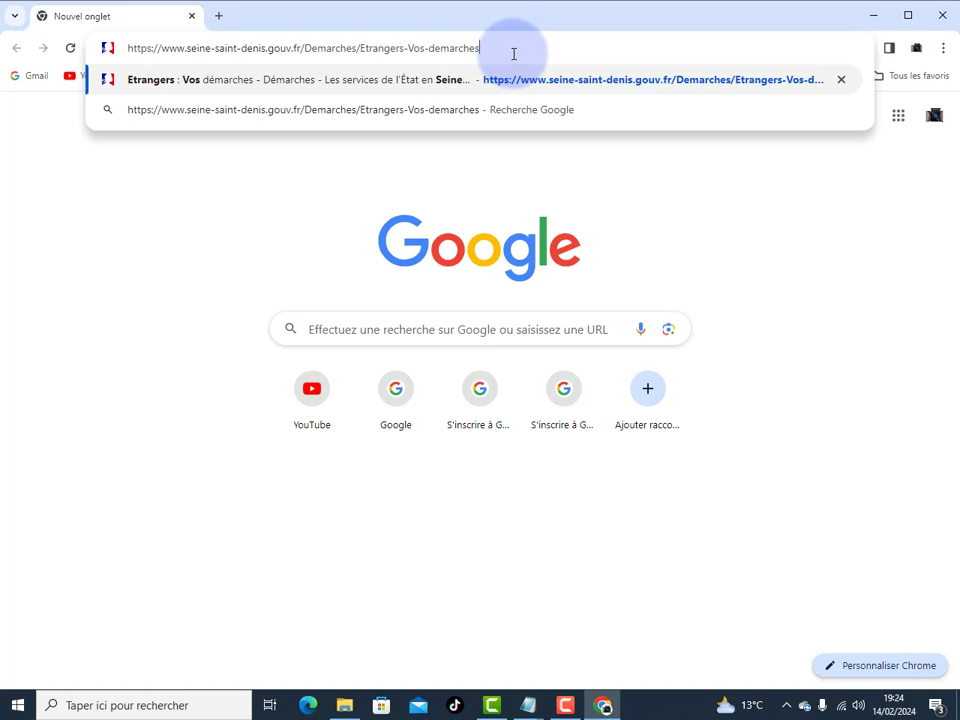 Nouvel onglet
https://www.seine-saint-denis.gouv.fr/Demarches/Etrangers-Vos-demarches
Gmail
Tous les favoris
Etrangers : Vos démarches - Démarches - Les services de l'État en Seine... - https://www.seine-saint-denis.gouv.fr/Demarches/Etrangers-Vos-d...
https://www.seine-saint-denis.gouv.fr/Demarches/Etrangers-Vos-demarches - Recherche Google
Google
Effectuez une recherche sur Google ou saisissez une URL
YouTube
Google
S'inscrire à G...
S'inscrire à G...
Ajouter racco...
Personnaliser Chrome
Taper ici pour rechercher
13°C
19:24
14/02/2024
3